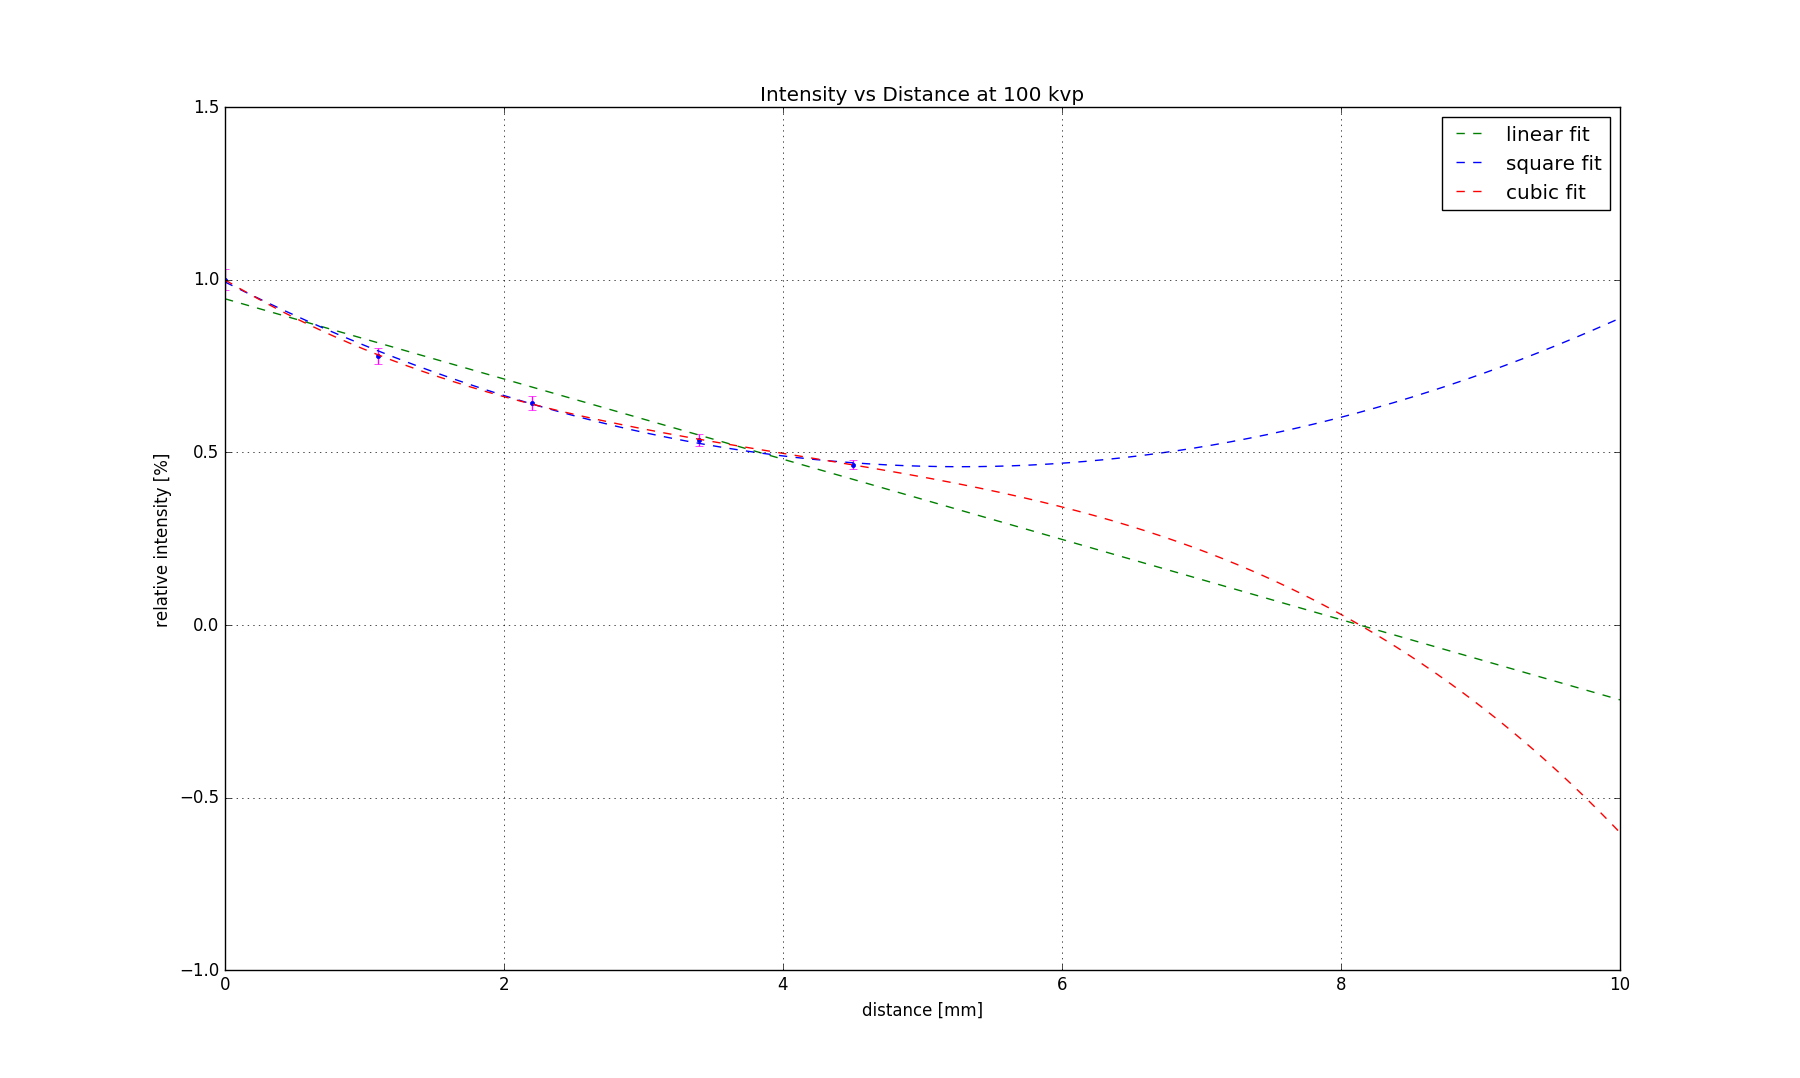 Intensity vs Distance at 100 kvp
linear fit
square fit
cubic fit
1.5
1.0
0.5
0.0
−0.5
−1.0
relative intensity [%]
0 2 4 6 8 10
distance [mm]